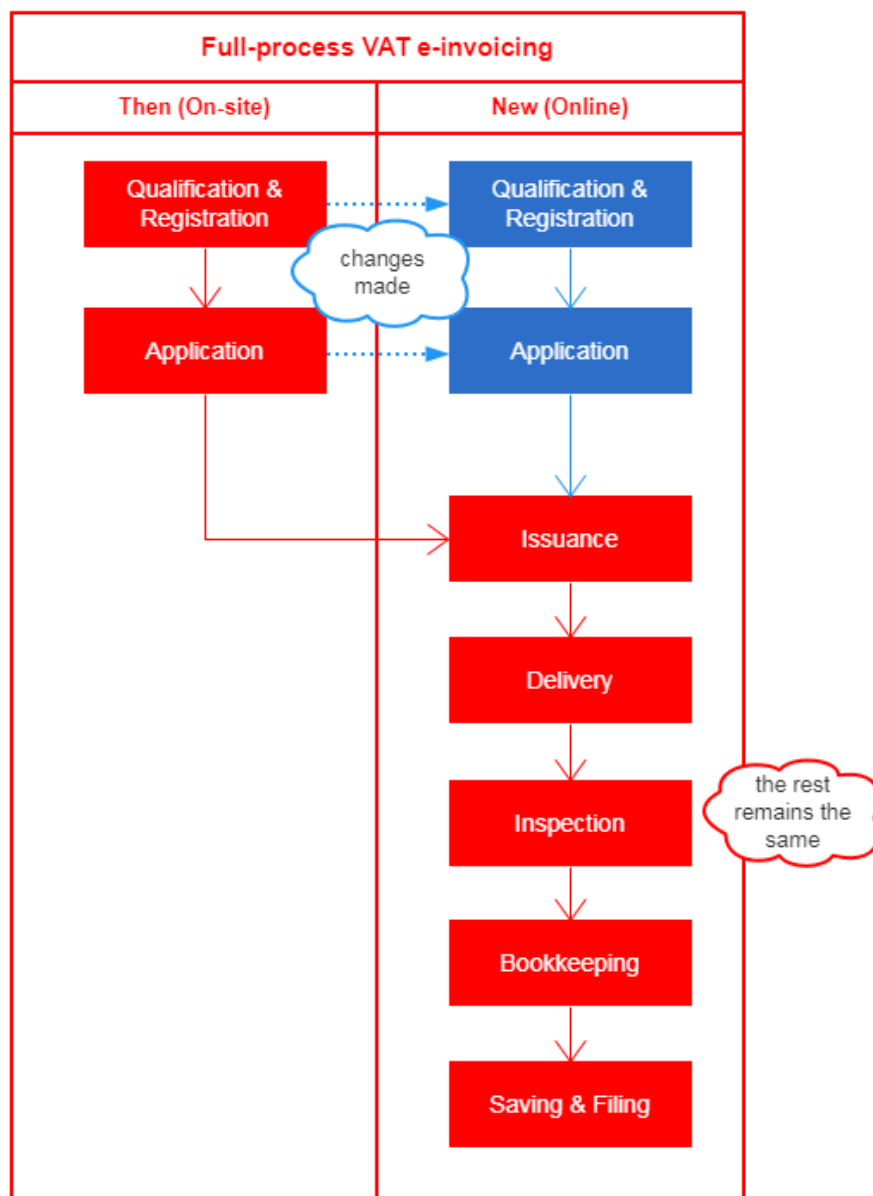 Full-process VAT e-invoicing
Then (On-site)
New (Online)
Qualification &
Registration
Qualification &
Registration
changes
made
Application
Application
Issuance
Delivery
Inspection
the rest
remains the
same
Bookkeeping
Saving & Filing